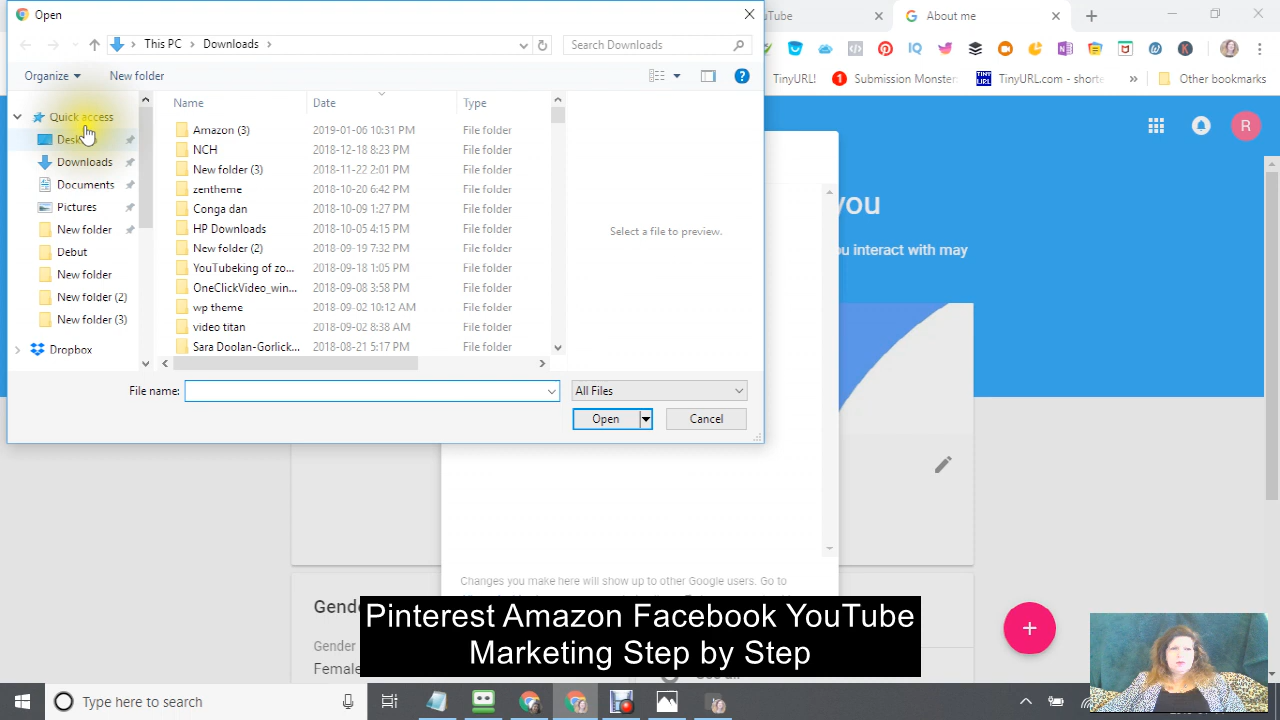 Open
This PC
Downloads
Search Downloads
Organize
New folder
Quick access
Downloads
Documents
Pictures
New folder
Debut
New folder
New folder (2)
New folder (3)
Dropbox
Name Date Type
Amazon (3) 2019-01-06 10:31 PM File folder
NCH 2018-12-18 8:23 PM File folder
New folder (3) 2018-11-22 2:01 PM File folder
zentheme 2018-10-20 6:42 PM File folder
Conga dan 2018-10-09 1:27 PM File folder
HP Downloads 2018-10-05 4:15 PM File folder
New folder (2) 2018-09-19 7:32 PM File folder
YouTubeking of zo... 2018-09-18 1:05 PM File folder
OneClickVideo_win... 2018-09-08 3:58 PM File folder
wp theme 2018-09-02 10:12 AM File folder
video titan 2018-09-02 8:38 AM File folder
Sara Doolan-Gorlick... 2018-08-21 5:17 PM File folder
Select a file to preview.
File name:
All Files
Open
Cancel
About me
TinyURL!
Submission Monster
TinyURL.com - shorte
Other bookmarks
R
you
u interact with may
Changes you make here will show up to other Google users. Go to
Gender
Female
Pinterest Amazon Facebook YouTube
Marketing Step by Step
Type here to search